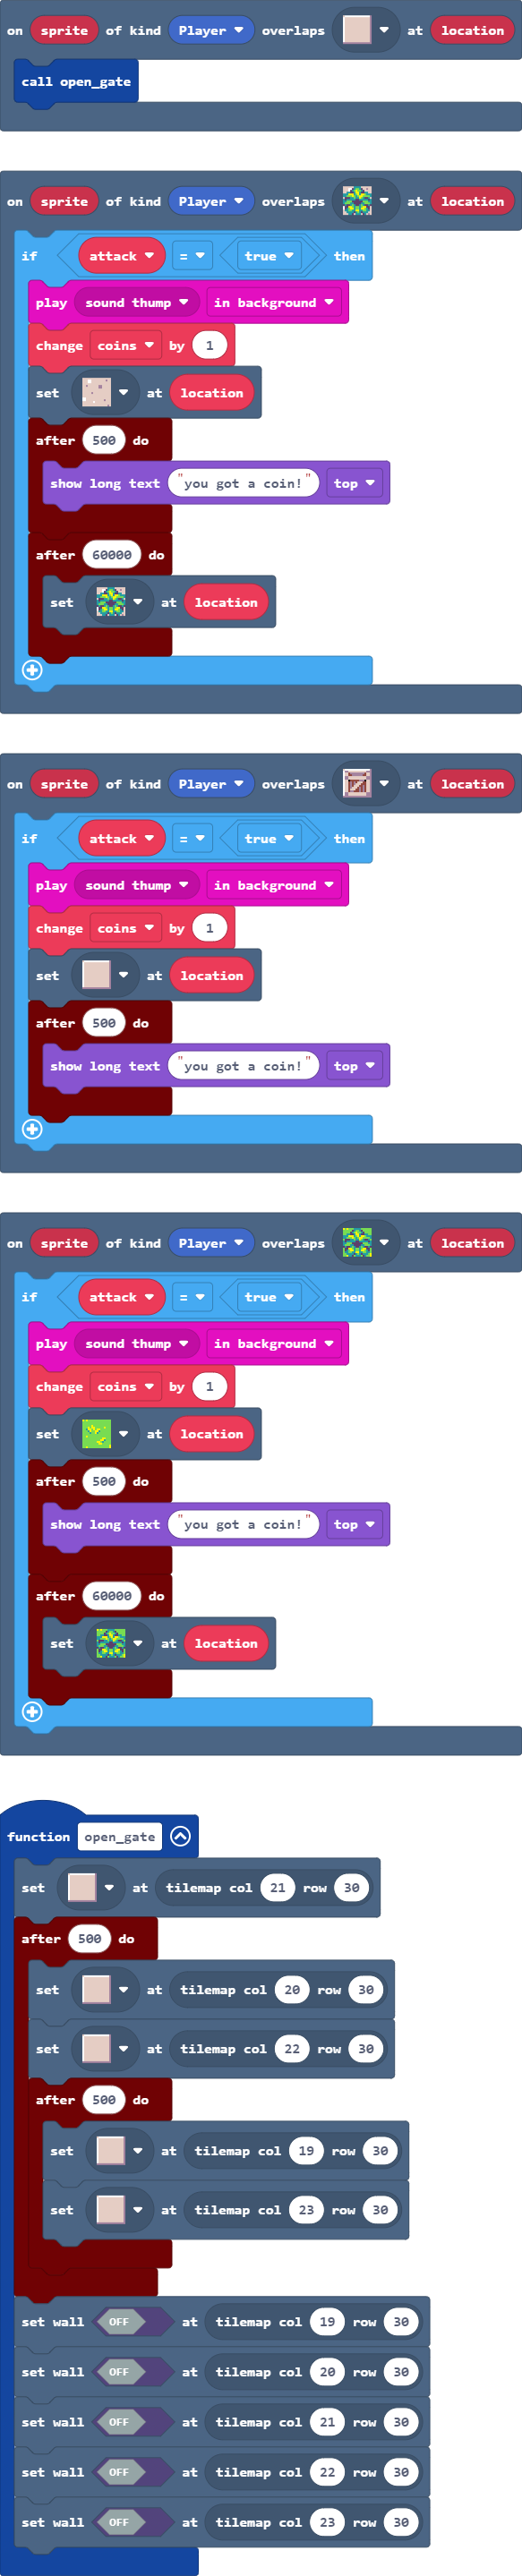 on sprite of kind Player overlaps at location
call open_gate
on sprite of kind Player overlaps at location
if attack = true then
play sound thump in background
change coins by 1
set at location
after 500 do
show long text "you got a coin!" top
after 60000 do
set at location
on sprite of kind Player overlaps at location
if attack = true then
play sound thump in background
change coins by 1
set at location
after 500 do
show long text "you got a coin!" top
on sprite of kind Player overlaps at location
if attack = true then
play sound thump in background
change coins by 1
set at location
after 500 do
show long text "you got a coin!" top
after 60000 do
set at location
function open_gate
set at tilemap col 21 row 30
after 500 do
set at tilemap col 20 row 30
set at tilemap col 22 row 30
after 500 do
set at tilemap col 19 row 30
set at tilemap col 23 row 30
set wall OFF at tilemap col 19 row 30
set wall OFF at tilemap col 20 row 30
set wall OFF at tilemap col 21 row 30
set wall OFF at tilemap col 22 row 30
set wall OFF at tilemap col 23 row 30